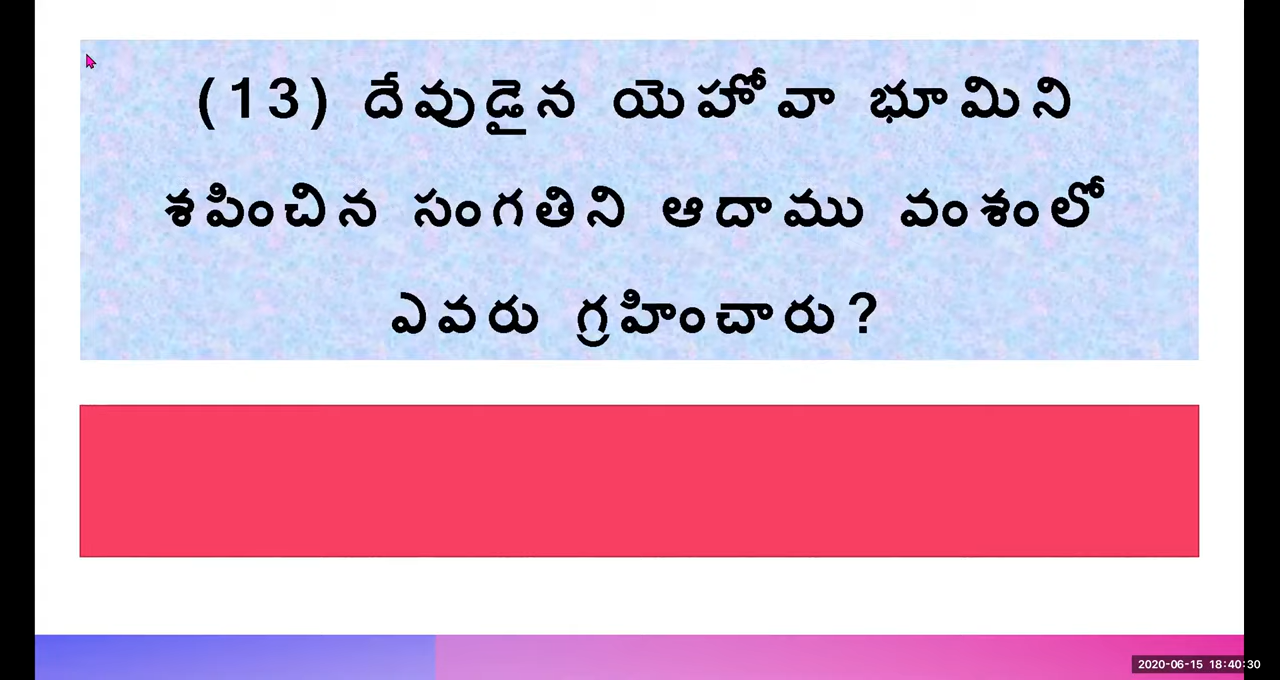 (13) దేవుడైన యెహోవా భూమిని
శపించిన సంగతిని ఆదాము వంశంలో
ఎవరు గ్రహించారు?
2020-06-15 18:40:30